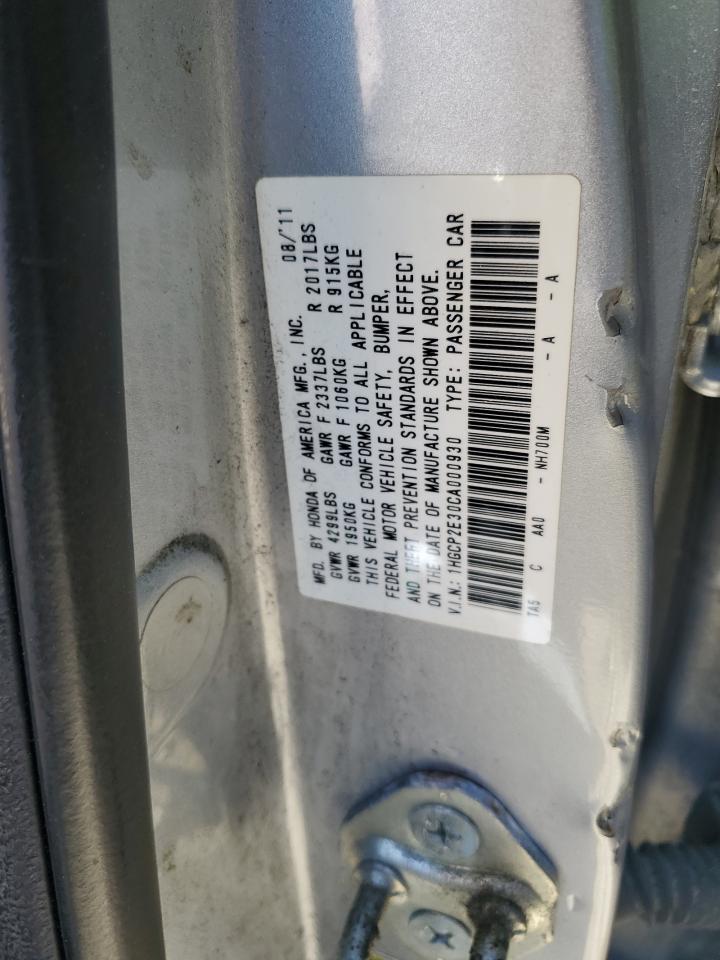 MFD. BY HONDA OF AMERICA MFG., INC. 08/'11
GVWR 4299LBS GAWR F 2337LBS R 2017LBS
GVWR 1950KG GAWR F 1060KG R 915KG
THIS VEHICLE CONFORMS TO ALL APPLICABLE
FEDERAL MOTOR VEHICLE SAFETY, BUMPER,
AND THEFT PREVENTION STANDARDS IN EFFECT
ON THE DATE OF MANUFACTURE SHOWN ABOVE.
V.I.N.: 1HGCP2E30CA000930 TYPE: PASSENGER CAR
TA5 C AA0 - NH700M - A - A